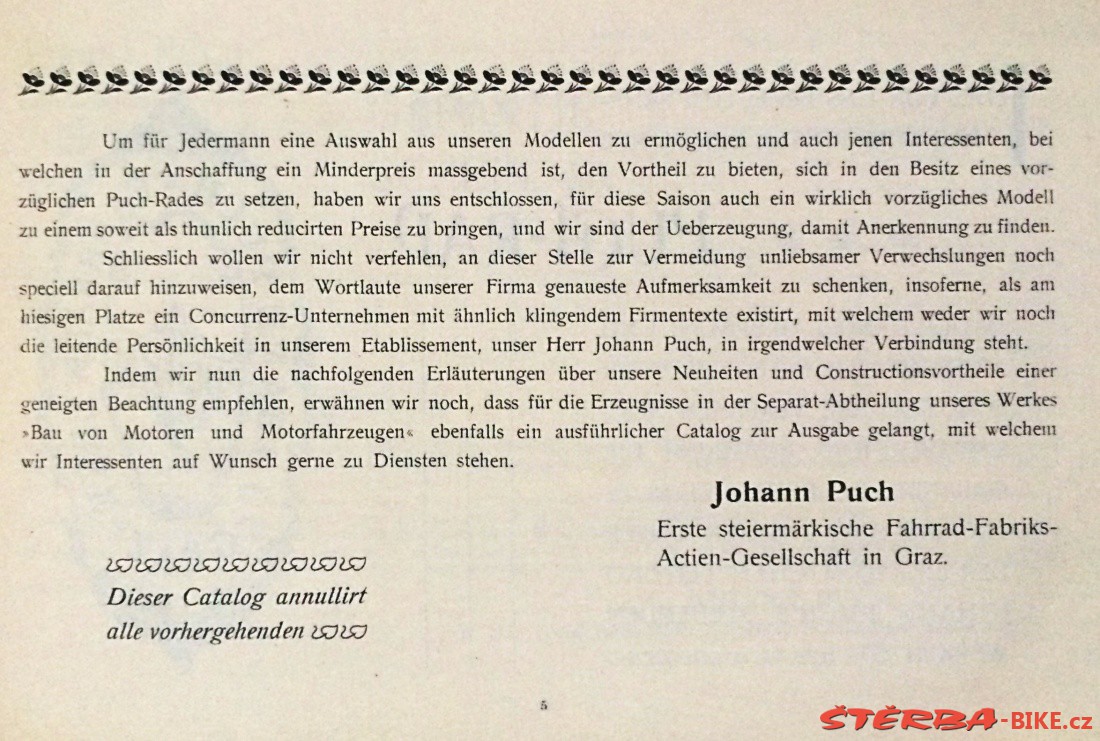 Um für Jedermann eine Auswahl aus unseren Modellen zu ermöglichen und auch jenen Interessenten, bei
welchen in der Anschaffung ein Minderpreis massgebend ist, den Vortheil zu bieten, sich in den Besitz eines vor-
züglichen Puch-Rades zu setzen, haben wir uns entschlossen, für diese Saison auch ein wirklich vorzügliches Modell
zu einem soweit als thunlich reducirten Preise zu bringen, und wir sind der Ueberzeugung, damit Anerkennung zu finden.
Schliesslich wollen wir nicht verfehlen, an dieser Stelle zur Vermeidung unliebsamer Verwechslungen noch
speciell darauf hinzuweisen, dem Wortlaute unserer Firma genaueste Aufmerksamkeit zu schenken, insoferne, als am
hiesigen Platze ein Concurrenz-Unternehmen mit ähnlich klingendem Firmentexte existirt, mit welchem weder wir noch
die leitende Persönlichkeit in unserem Etablissement, unser Herr Johann Puch, in irgendwelcher Verbindung steht.
Indem wir nun die nachfolgenden Erläuterungen über unsere Neuheiten und Constructionsvortheile einer
geneigten Beachtung empfehlen, erwähnen wir noch, dass für die Erzeugnisse in der Separat-Abtheilung unseres Werkes
»Bau von Motoren und Motorfahrzeugen« ebenfalls ein ausführlicher Catalog zur Ausgabe gelangt, mit welchem
wir Interessenten auf Wunsch gerne zu Diensten stehen.
Johann Puch
Erste steiermärkische Fahrrad-Fabriks-
Actien-Gesellschaft in Graz.
Dieser Catalog annullirt
alle vorhergehenden
5
ŠTĚRBA-BIKE.cz